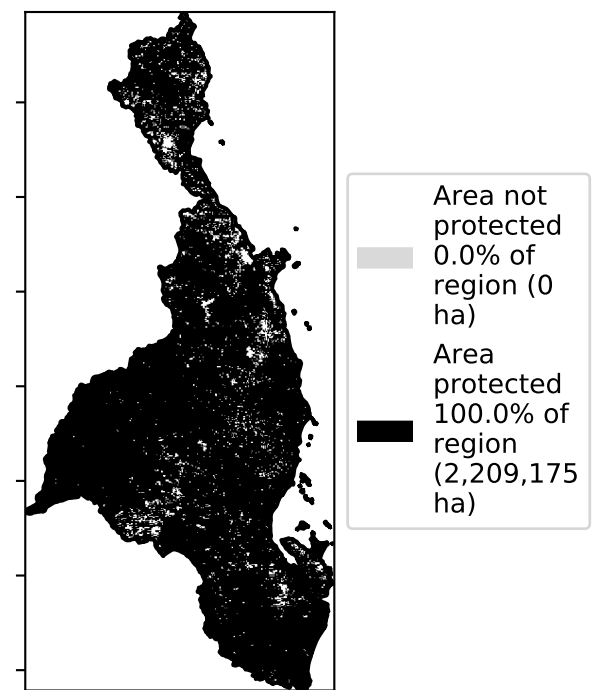 Area not
protected
0.0% of
region (0
ha)
Area
protected
100.0% of
region
(2,209,175
ha)